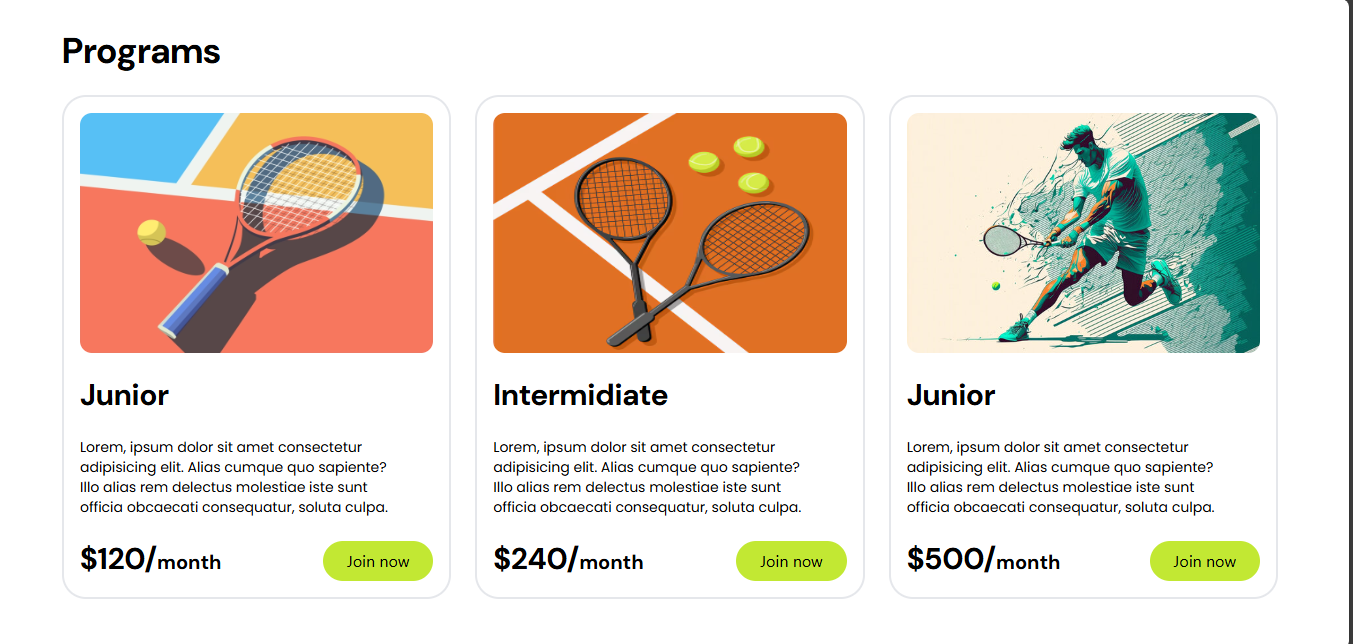 Programs
Junior
Lorem, ipsum dolor sit amet consectetur
adipisicing elit. Alias cumque quo sapiente?
Illo alias rem delectus molestiae iste sunt
officia obcaecati consequatur, soluta culpa.
$120/month
Join now
Intermidiate
Lorem, ipsum dolor sit amet consectetur
adipisicing elit. Alias cumque quo sapiente?
Illo alias rem delectus molestiae iste sunt
officia obcaecati consequatur, soluta culpa.
$240/month
Join now
Junior
Lorem, ipsum dolor sit amet consectetur
adipisicing elit. Alias cumque quo sapiente?
Illo alias rem delectus molestiae iste sunt
officia obcaecati consequatur, soluta culpa.
$500/month
Join now